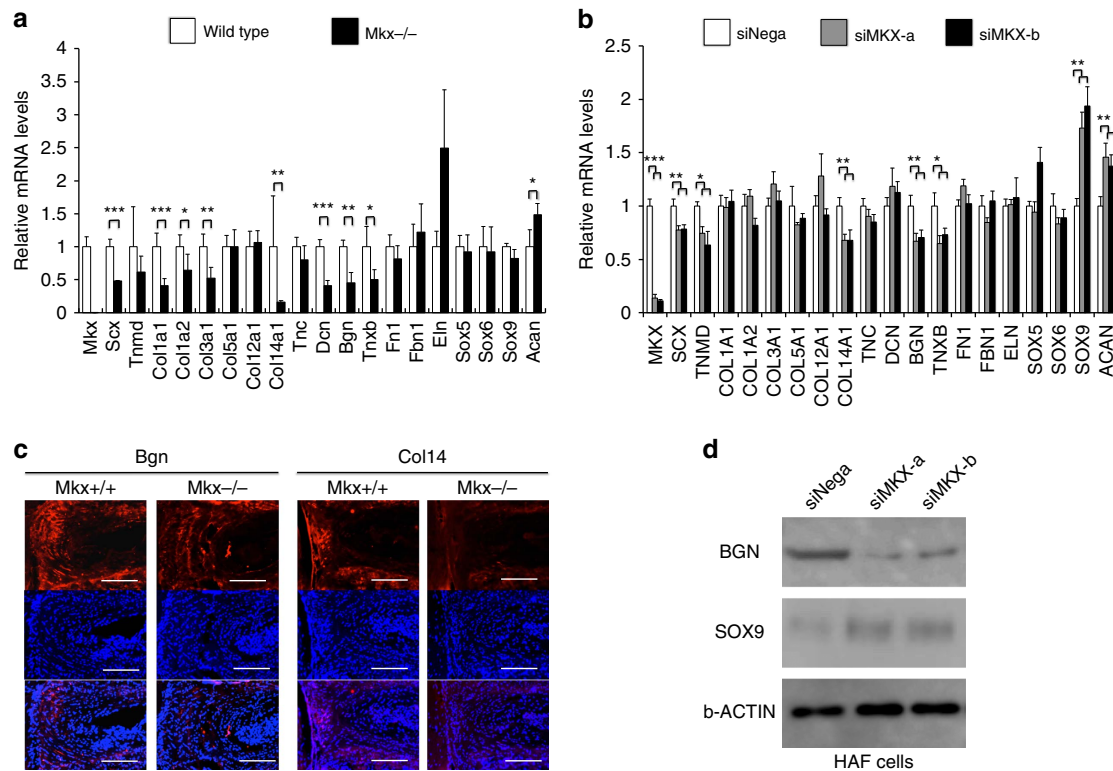 a
Wild type
Mkx–/–
Relative mRNA levels
4
3.5
3
2.5
2
1.5
1
0.5
0
***
***
*
**
**
***
**
*
*
Mkx
Scx
Tnmd
Col1a1
Col1a2
Col3a1
Col5a1
Col12a1
Col14a1
Tnc
Dcn
Bgn
Tnxb
Fn1
Fbn1
Eln
Sox5
Sox6
Sox9
Acan
b
siNega
siMKX-a
siMKX-b
Relative mRNA levels
2.5
2
1.5
1
0.5
0
***
**
*
**
**
*
**
**
MKX
SCX
TNMD
COL1A1
COL1A2
COL3A1
COL5A1
COL12A1
COL14A1
TNC
DCN
BGN
TNXB
FN1
FBN1
ELN
SOX5
SOX6
SOX9
ACAN
c
Bgn
Col14
Mkx+/+
Mkx–/–
Mkx+/+
Mkx–/–
d
siNega
siMKX-a
siMKX-b
BGN
SOX9
b-ACTIN
HAF cells